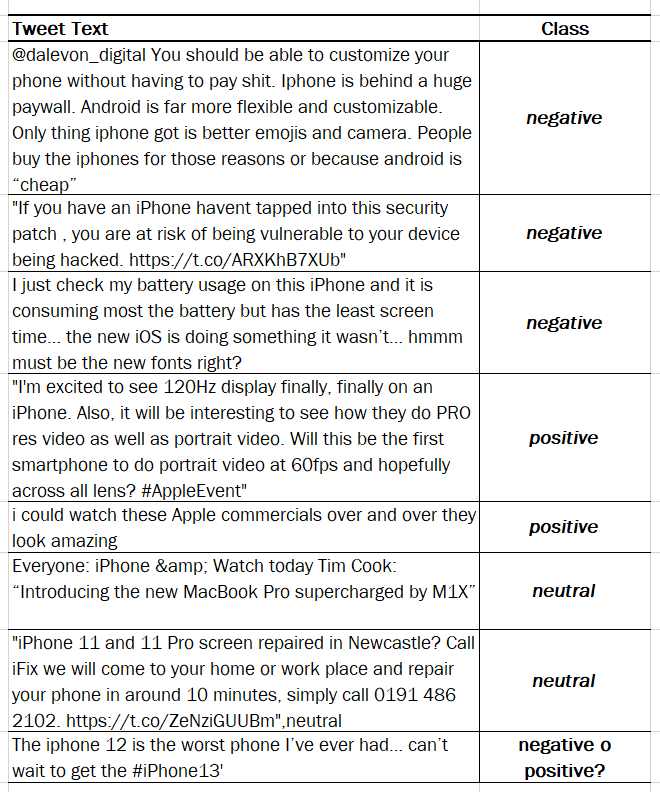 Tweet Text Class
@dalevon_digital You should be able to customize your
phone without having to pay shit. Iphone is behind a huge
paywall. Android is far more flexible and customizable.
Only thing iphone got is better emojis and camera. People
buy the iphones for those reasons or because android is
“cheap”
negative
"If you have an iPhone havent tapped into this security
patch , you are at risk of being vulnerable to your device
being hacked. https://t.co/ARXKhB7XUb"
negative
I just check my battery usage on this iPhone and it is
consuming most the battery but has the least screen
time... the new iOS is doing something it wasn’t... hmmm
must be the new fonts right?
negative
"I'm excited to see 120Hz display finally, finally on an
iPhone. Also, it will be interesting to see how they do PRO
res video as well as portrait video. Will this be the first
smartphone to do portrait video at 60fps and hopefully
across all lens? #AppleEvent"
positive
i could watch these Apple commercials over and over they
look amazing
positive
Everyone: iPhone &amp; Watch today Tim Cook:
“Introducing the new MacBook Pro supercharged by M1X”
neutral
"iPhone 11 and 11 Pro screen repaired in Newcastle? Call
iFix we will come to your home or work place and repair
your phone in around 10 minutes, simply call 0191 486
2102. https://t.co/ZeNziGUUBm",neutral
neutral
The iphone 12 is the worst phone I’ve ever had... can’t
wait to get the #iPhone13'
negative o
positive?